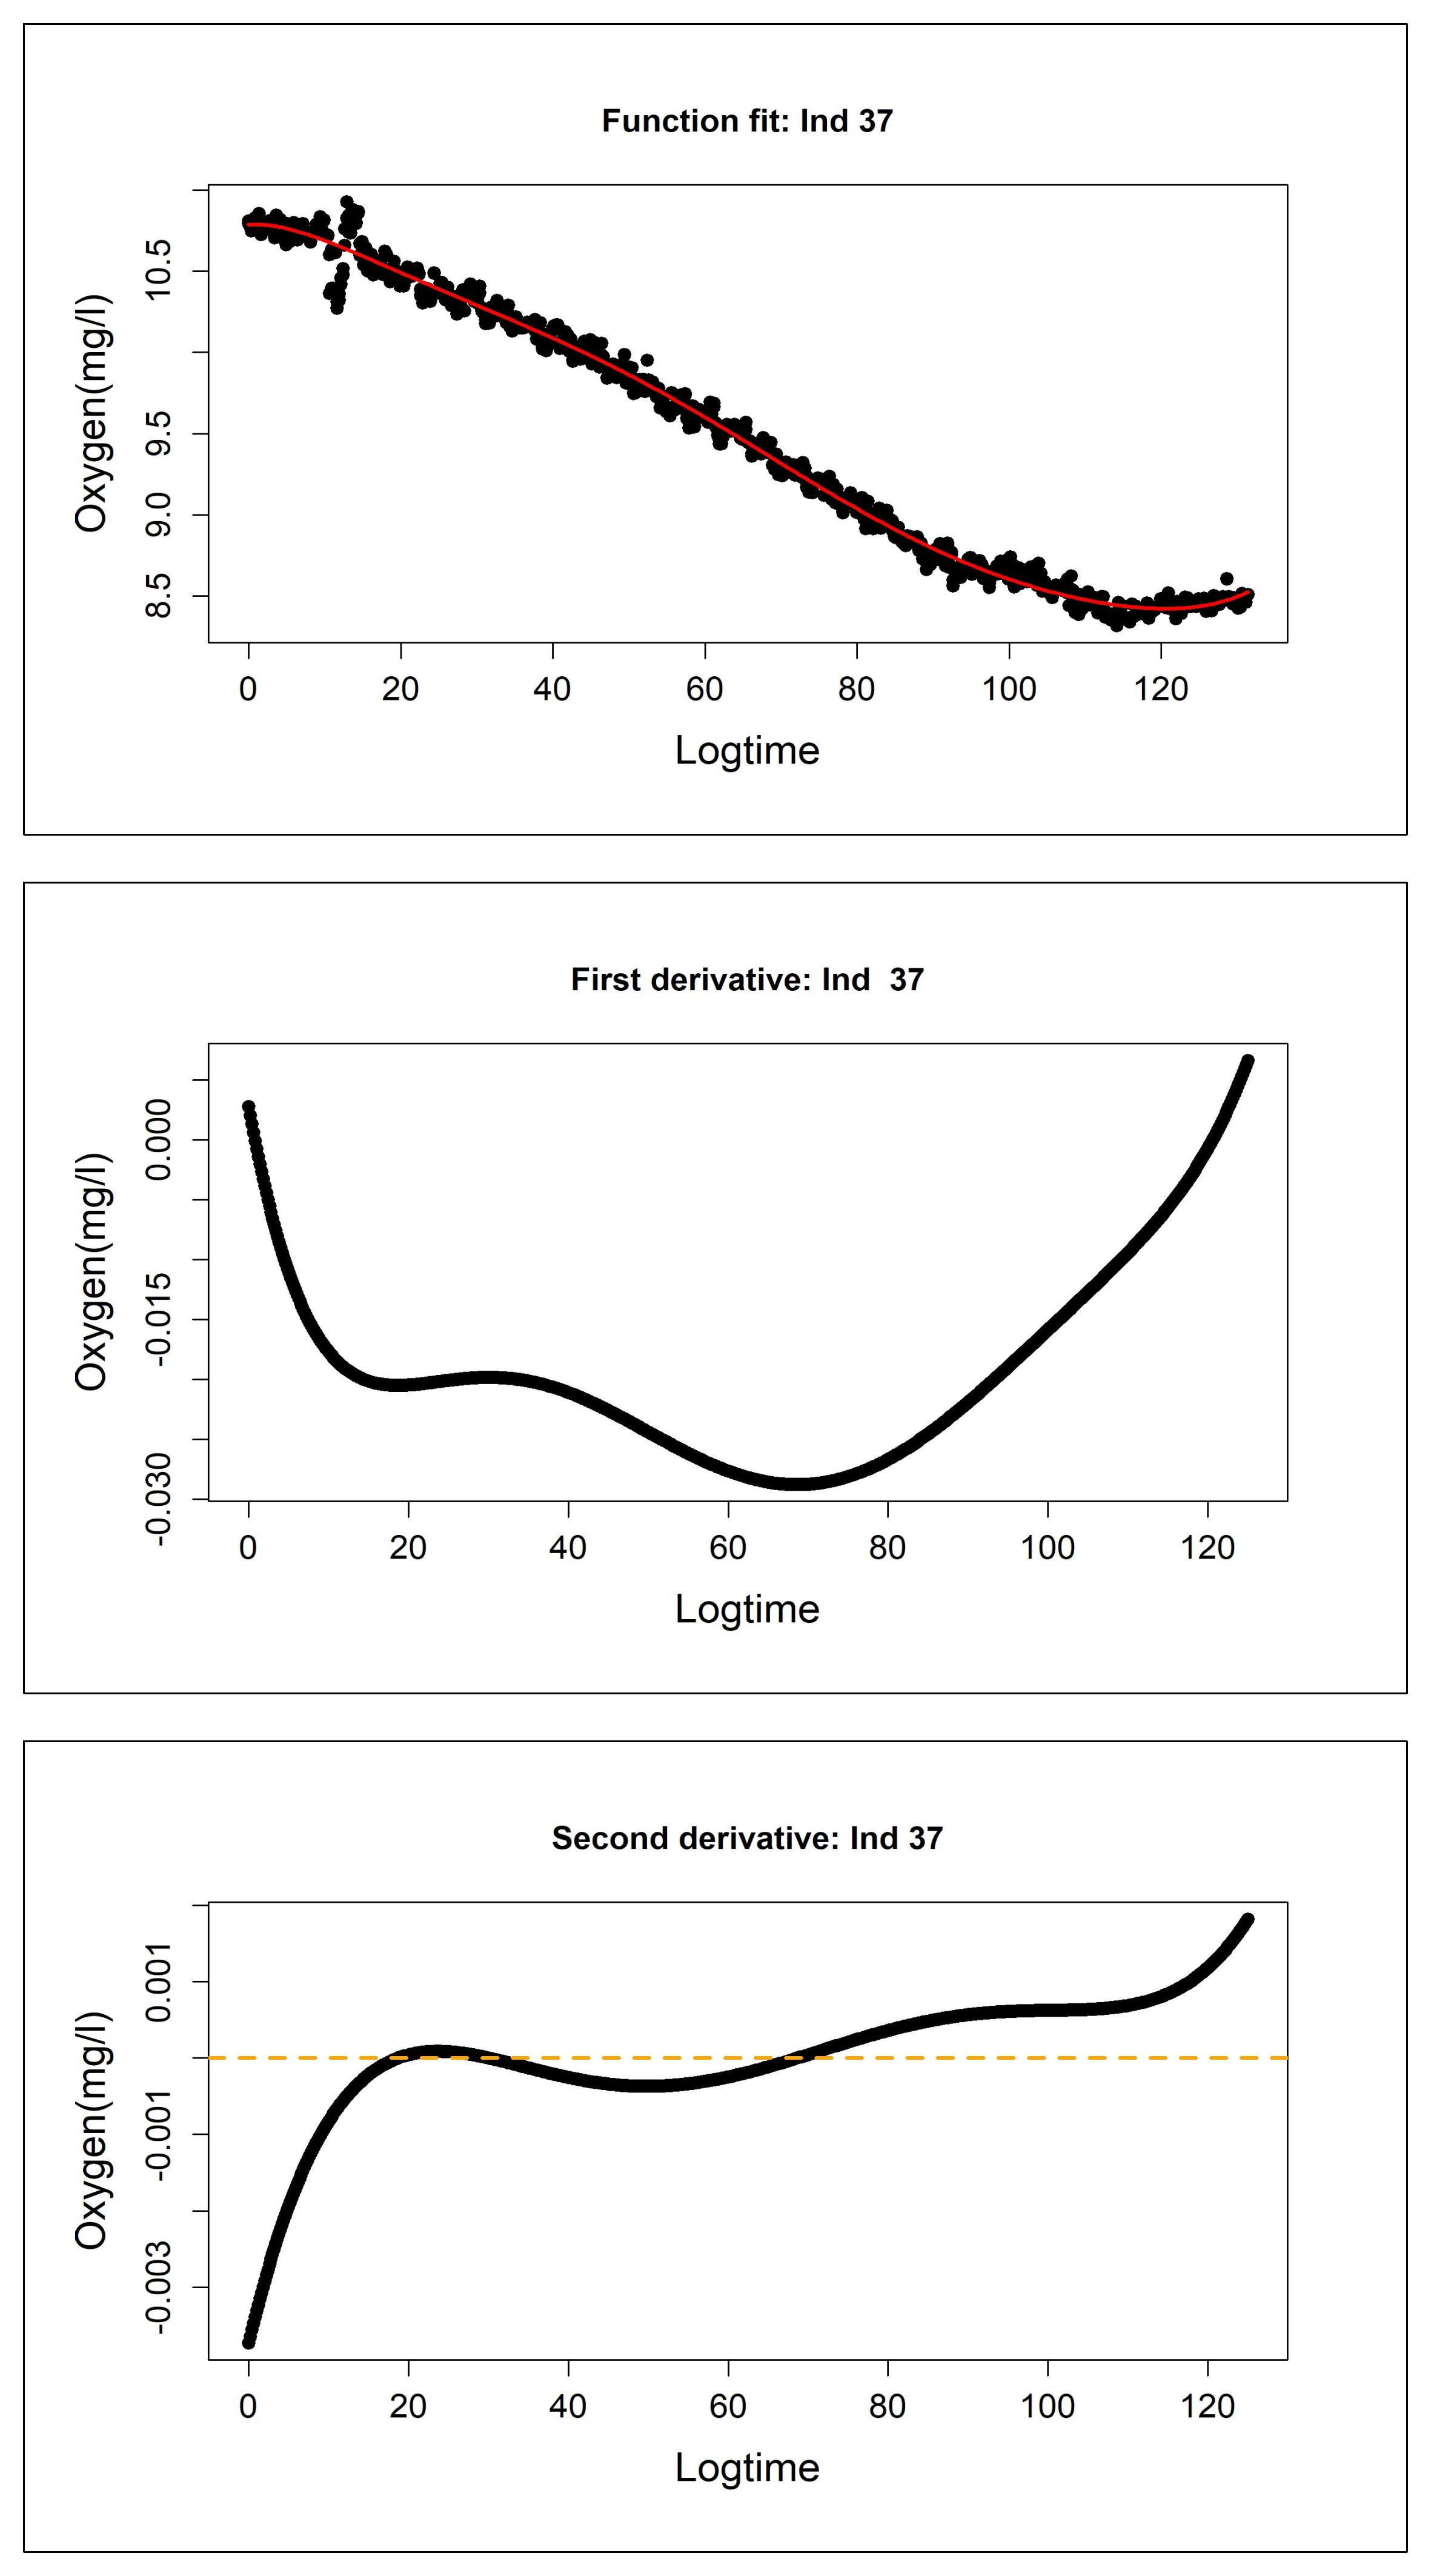 Function fit: Ind 37
Oxygen(mg/l)
10.5
9.5
9.0
8.5
0 20 40 60 80 100 120
Logtime
First derivative: Ind  37
Oxygen(mg/l)
0.000
-0.015
-0.030
0 20 40 60 80 100 120
Logtime
Second derivative: Ind 37
Oxygen(mg/l)
0.001
-0.001
-0.003
0 20 40 60 80 100 120
Logtime